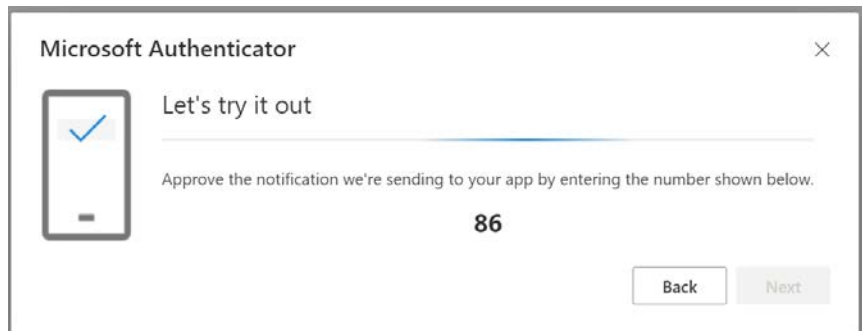 Microsoft Authenticator
Let's try it out
Approve the notification we're sending to your app by entering the number shown below.
86
Back
Next